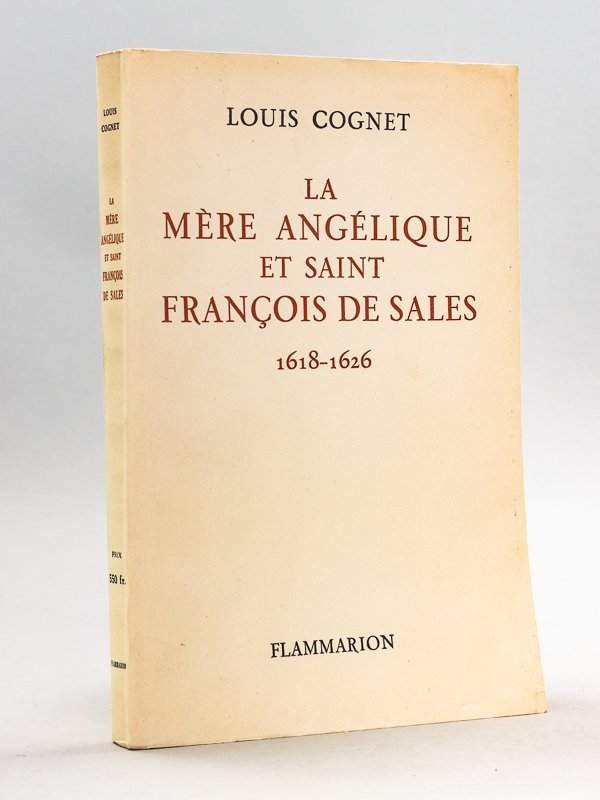 LOUIS
COGNET
LA
MÈRE
ANGÉLIQUE
ET SAINT
FRANÇOIS
DE SALES
PRIX
550 fr.
FLAMMARION
LOUIS COGNET
LA
MÈRE ANGÉLIQUE
ET SAINT
FRANÇOIS DE SALES
1618-1626
FLAMMARION